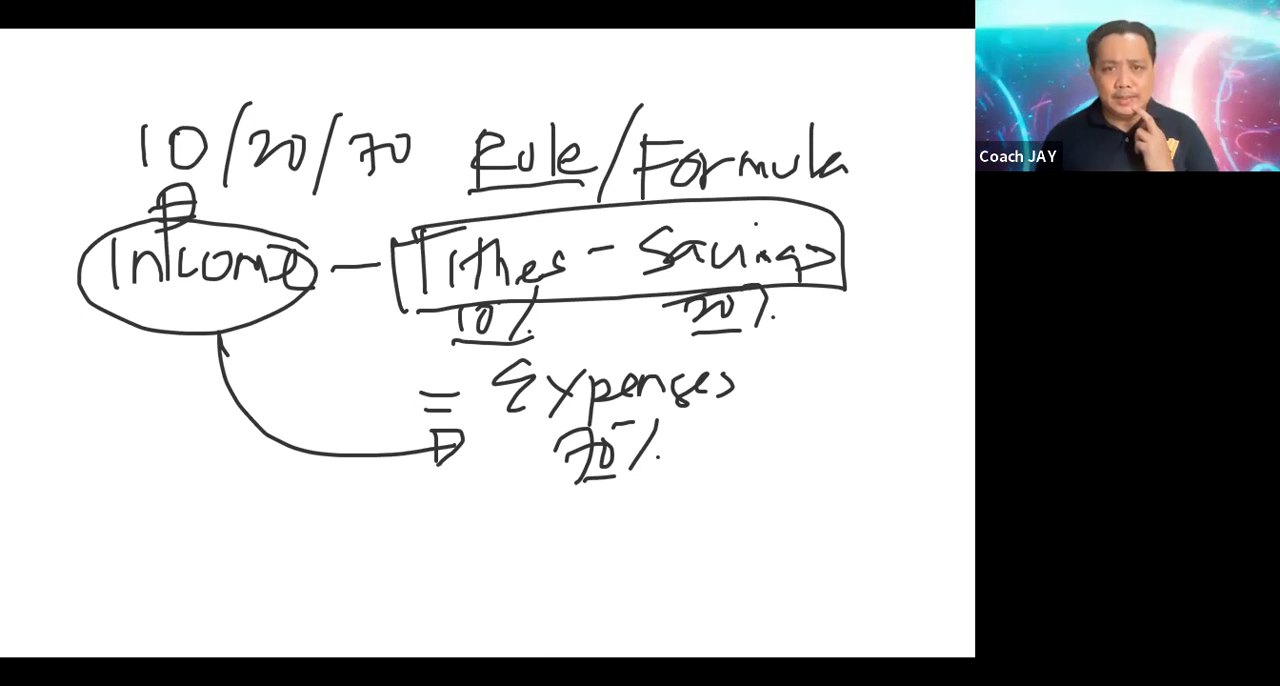 10/20/70 Rule/Formula
Income - Tithes - Savings
10% 20%
= Expenses
70%
Coach JAY